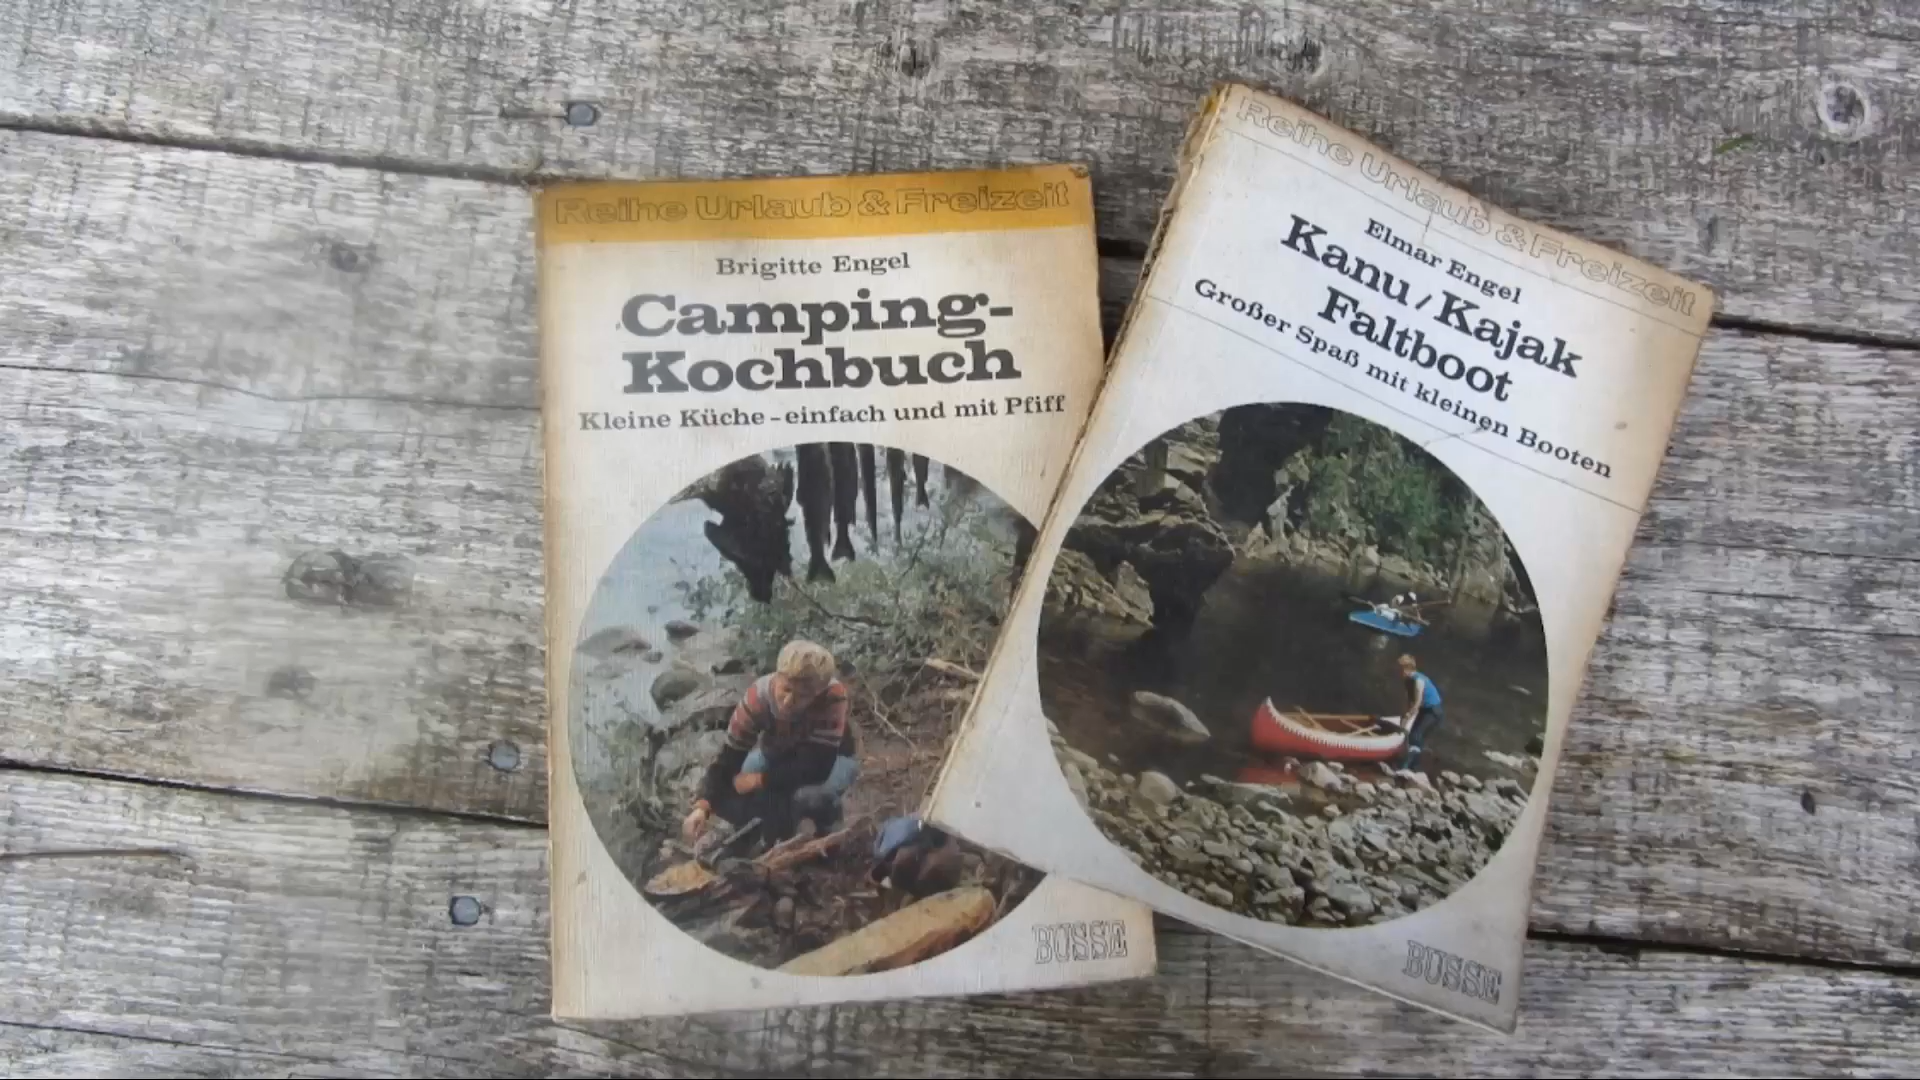 Reihe Urlaub & Freizeit
Brigitte Engel
Camping-
Kochbuch
Kleine Küche - einfach und mit Pfiff
BUSSE
Reihe Urlaub & Freizeit
Elmar Engel
Kanu / Kajak
Faltboot
Großer Spaß mit kleinen Booten
BUSSE